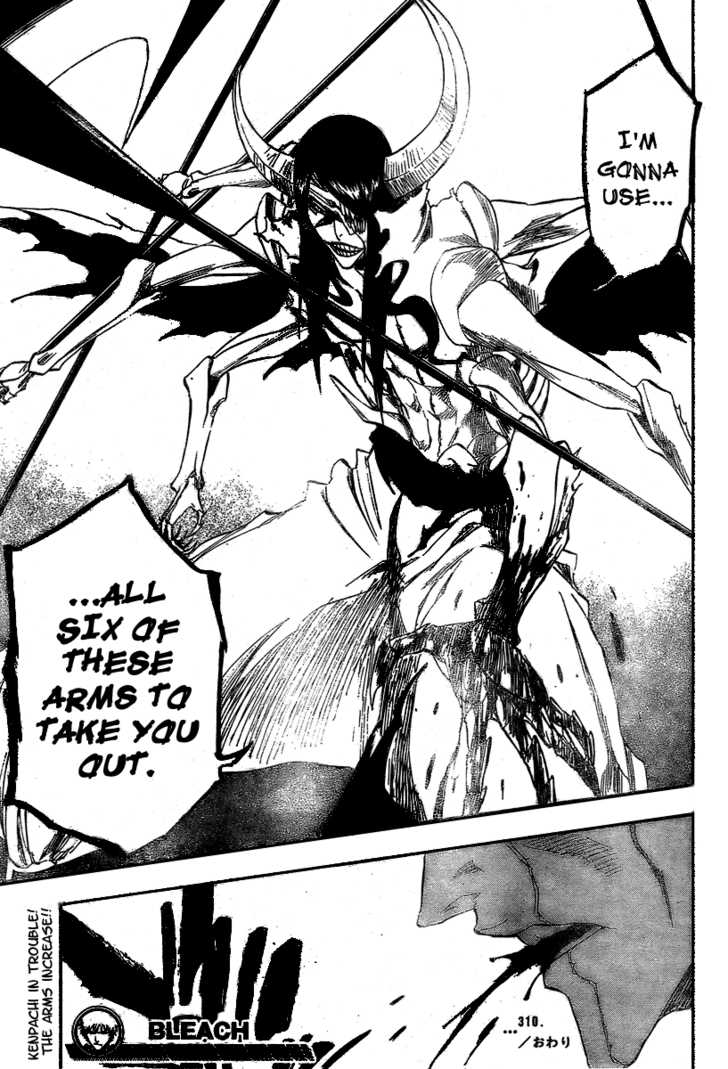 I'M
GONNA
USE...
...ALL
SIX OF
THESE
ARMS TO
TAKE YOU
OUT.
KENPACHI IN TROUBLE!
THE ARMS INCREASE!!
BLEACH
...310.
/おわり